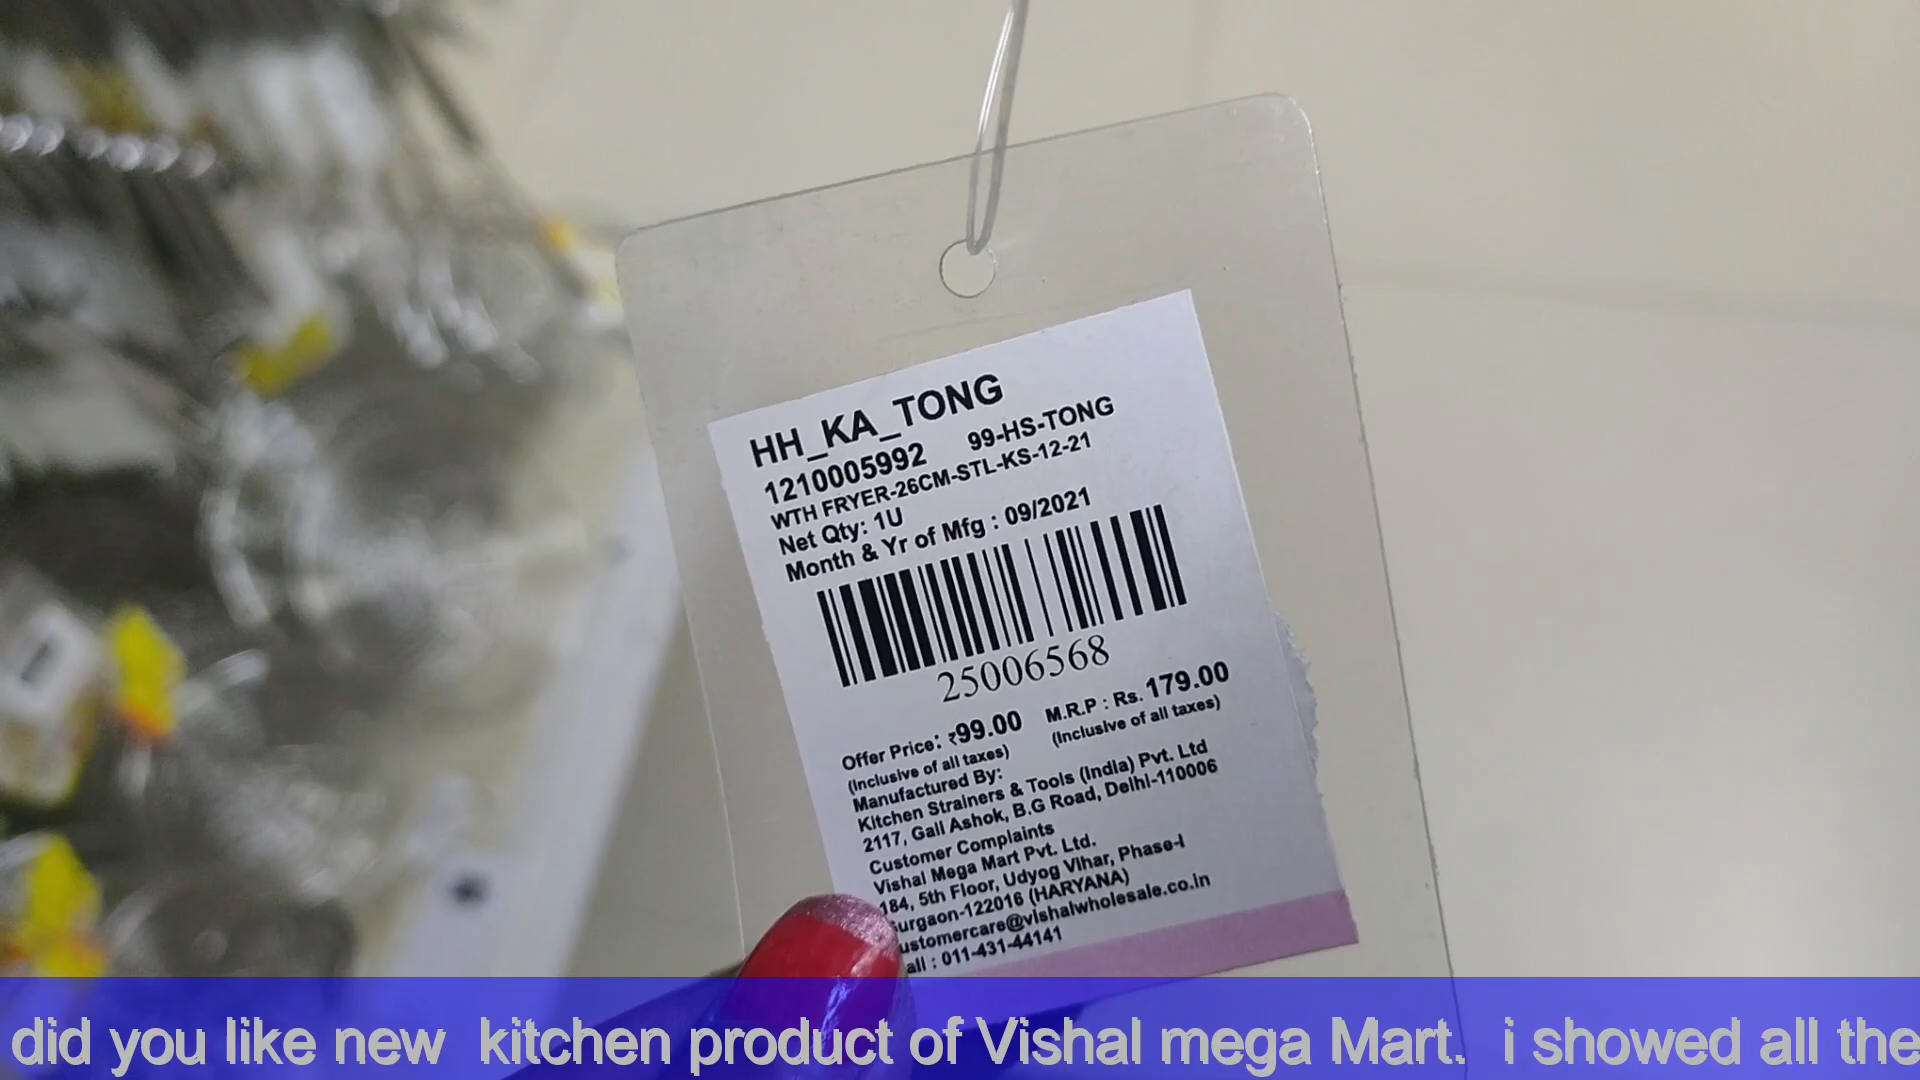 HH_KA_TONG
1210005992 99-HS-TONG
WTH FRYER-26CM-STL-KS-12-21
Net Qty: 1U
Month & Yr of Mfg : 09/2021
25006568
Offer Price: ₹99.00 M.R.P : Rs. 179.00
(Inclusive of all taxes) (Inclusive of all taxes)
Manufactured By:
Kitchen Strainers & Tools (India) Pvt. Ltd
2117, Gali Ashok, B.G Road, Delhi-110006
Customer Complaints
Vishal Mega Mart Pvt. Ltd.
184, 5th Floor, Udyog Vihar, Phase-I
urgaon-122016 (HARYANA)
ustomercare@vishalwholesale.co.in
all : 011-431-44141
did you like new kitchen product of Vishal mega Mart. i showed all the